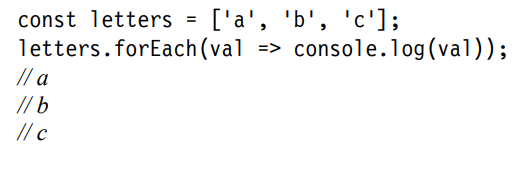 const letters = ['a', 'b', 'c'];
letters.forEach(val => console.log(val));
// a
// b
// c